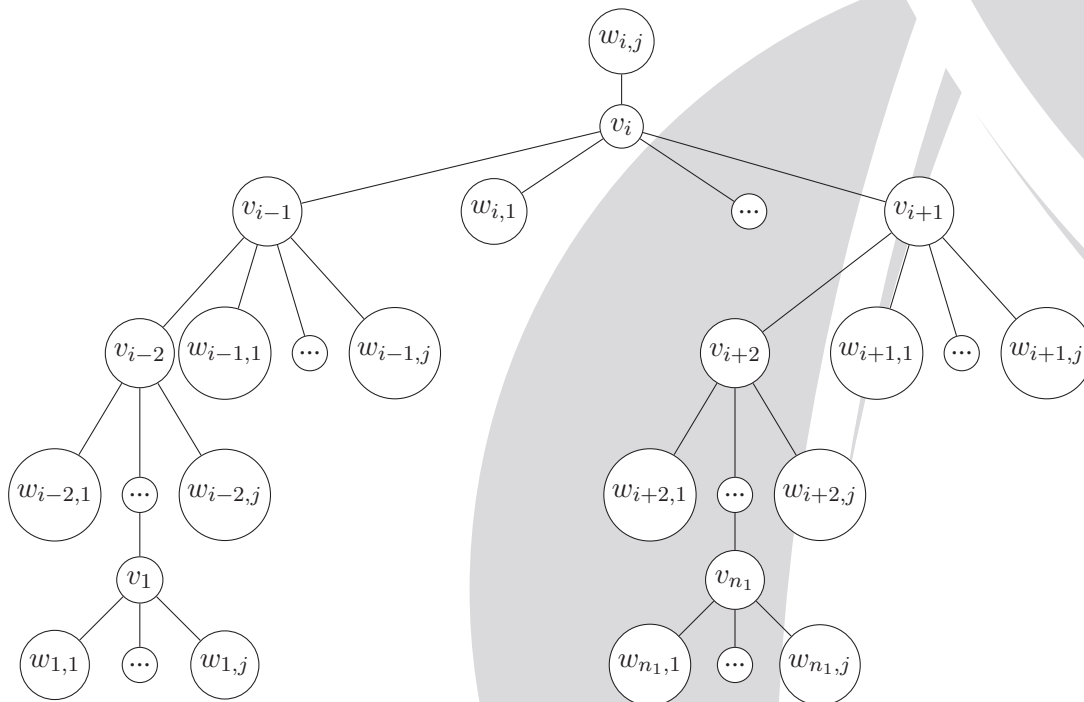 w_{i,j}
v_i
v_{i−1} w_{i,1} ... v_{i+1}
v_{i−2} w_{i−1,1} ... w_{i−1,j} v_{i+2} w_{i+1,1} ... w_{i+1,j}
w_{i−2,1} ... w_{i−2,j} w_{i+2,1} ... w_{i+2,j}
v_1 v_{n_1}
w_{1,1} ... w_{1,j} w_{n_1,1} ... w_{n_1,j}